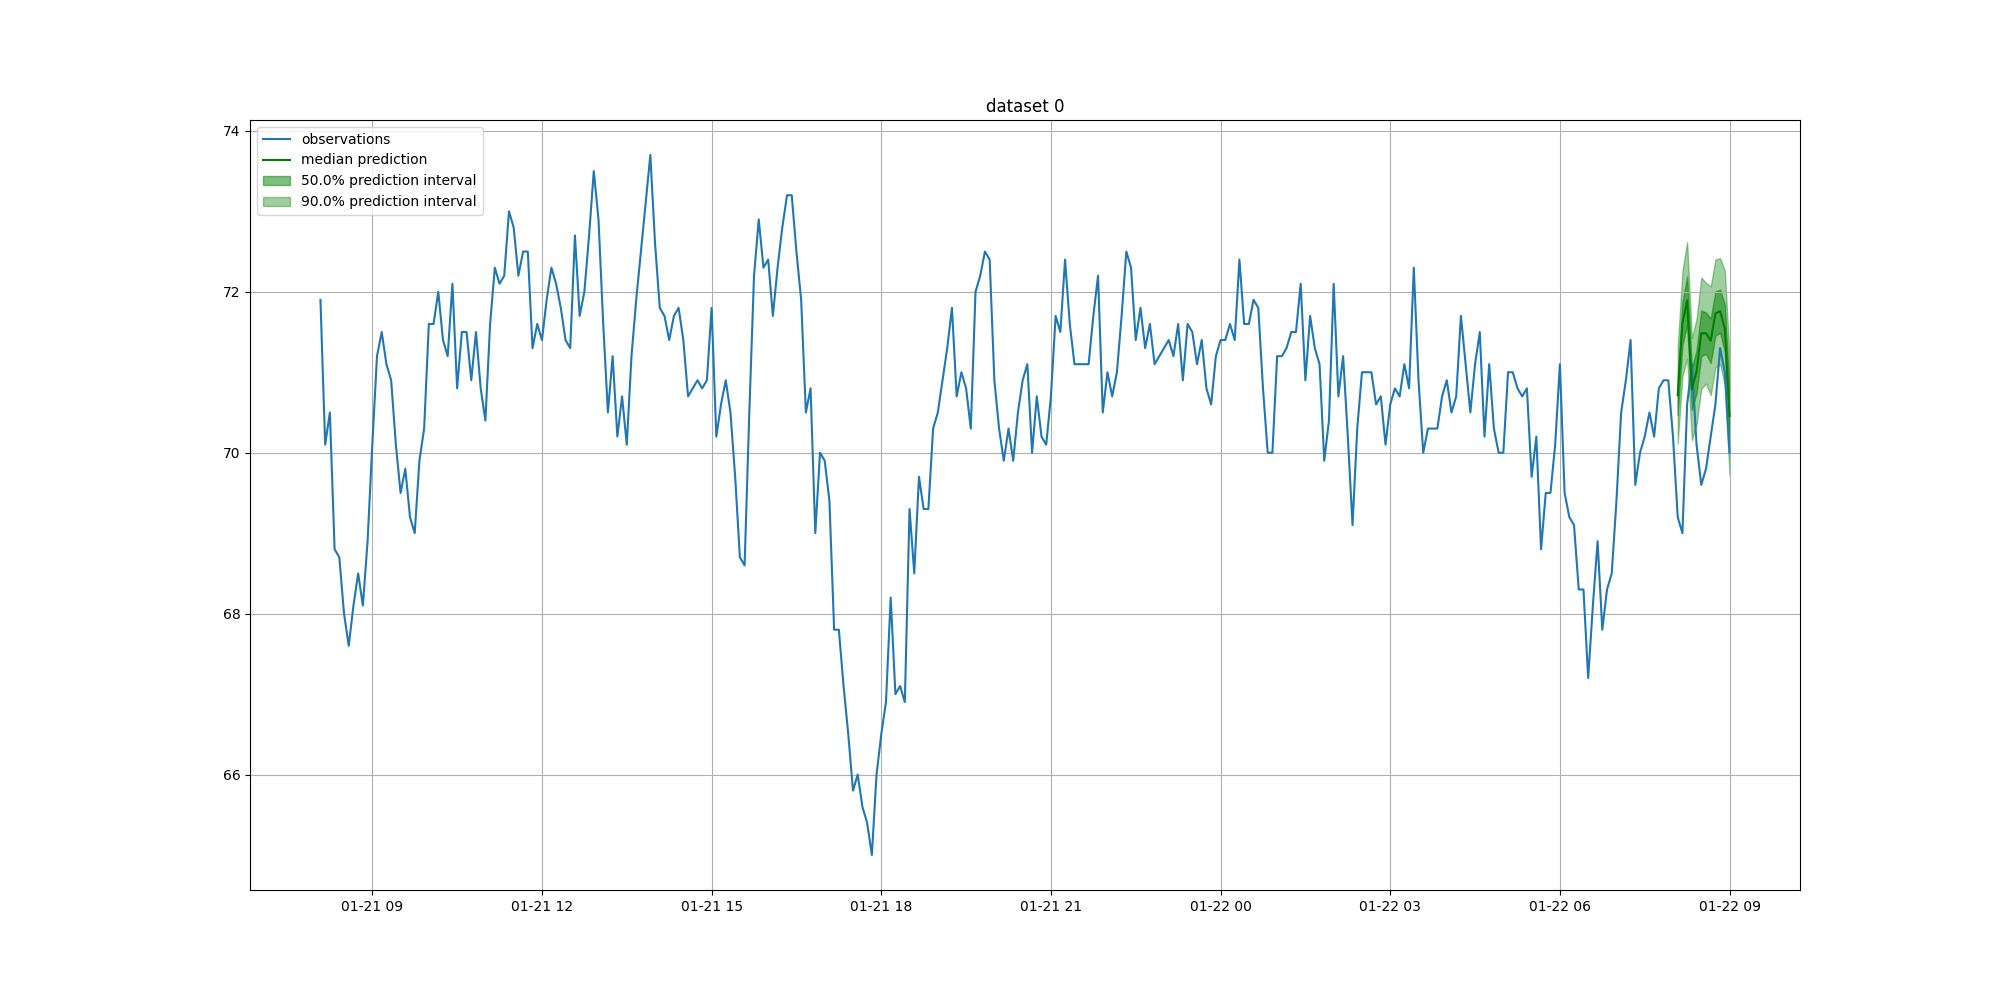 dataset 0
74
72
70
68
66
observations
median prediction
50.0% prediction interval
90.0% prediction interval
01-21 09
01-21 12
01-21 15
01-21 18
01-21 21
01-22 00
01-22 03
01-22 06
01-22 09